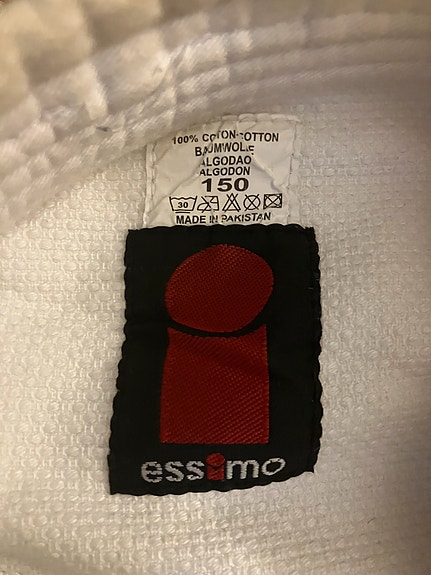 100% COTON-COTTON
BAUMWOLLE
ALGODAO
ALGODON
150
30
MADE IN PAKISTAN
essimo